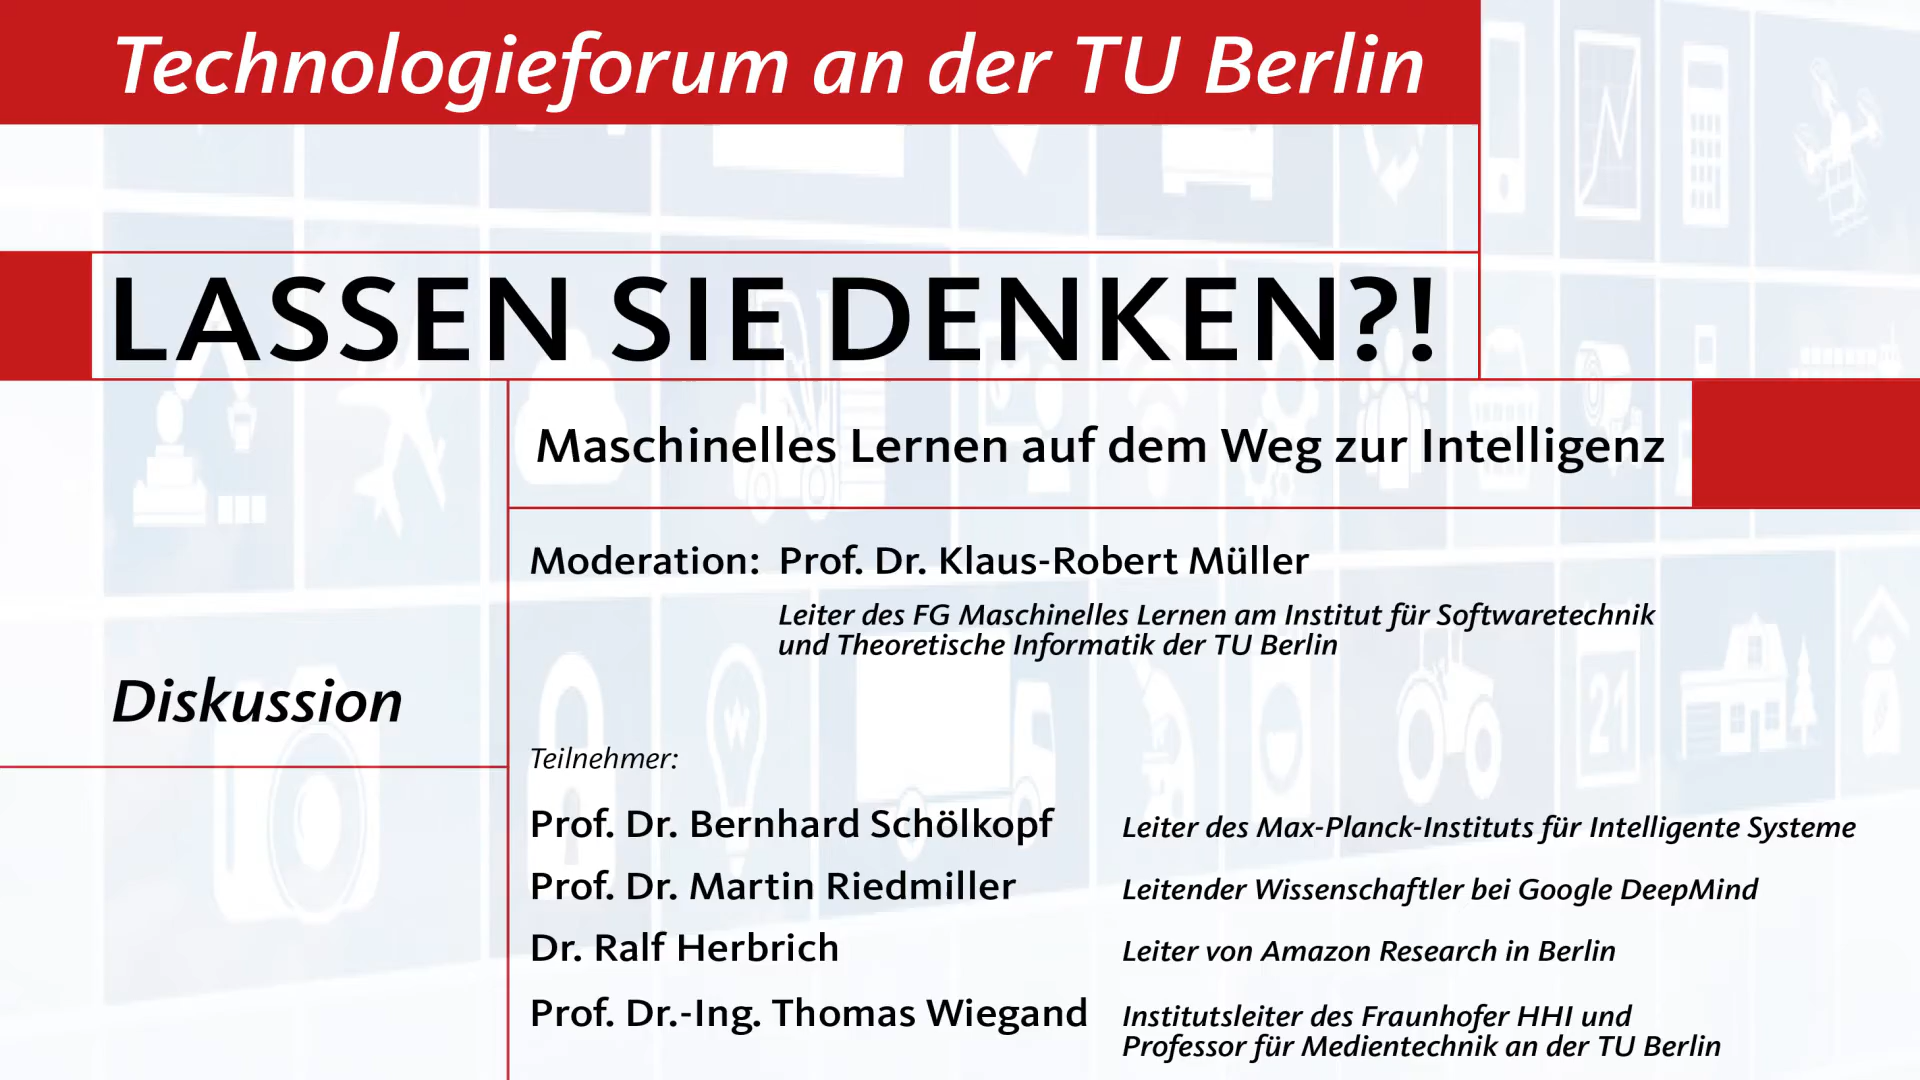 Technologieforum an der TU Berlin
LASSEN SIE DENKEN?!
Maschinelles Lernen auf dem Weg zur Intelligenz
Moderation: Prof. Dr. Klaus-Robert Müller
Leiter des FG Maschinelles Lernen am Institut für Softwaretechnik
und Theoretische Informatik der TU Berlin
Diskussion
Teilnehmer:
Prof. Dr. Bernhard Schölkopf Leiter des Max-Planck-Instituts für Intelligente Systeme
Prof. Dr. Martin Riedmiller Leitender Wissenschaftler bei Google DeepMind
Dr. Ralf Herbrich Leiter von Amazon Research in Berlin
Prof. Dr.-Ing. Thomas Wiegand Institutsleiter des Fraunhofer HHI und
Professor für Medientechnik an der TU Berlin
21